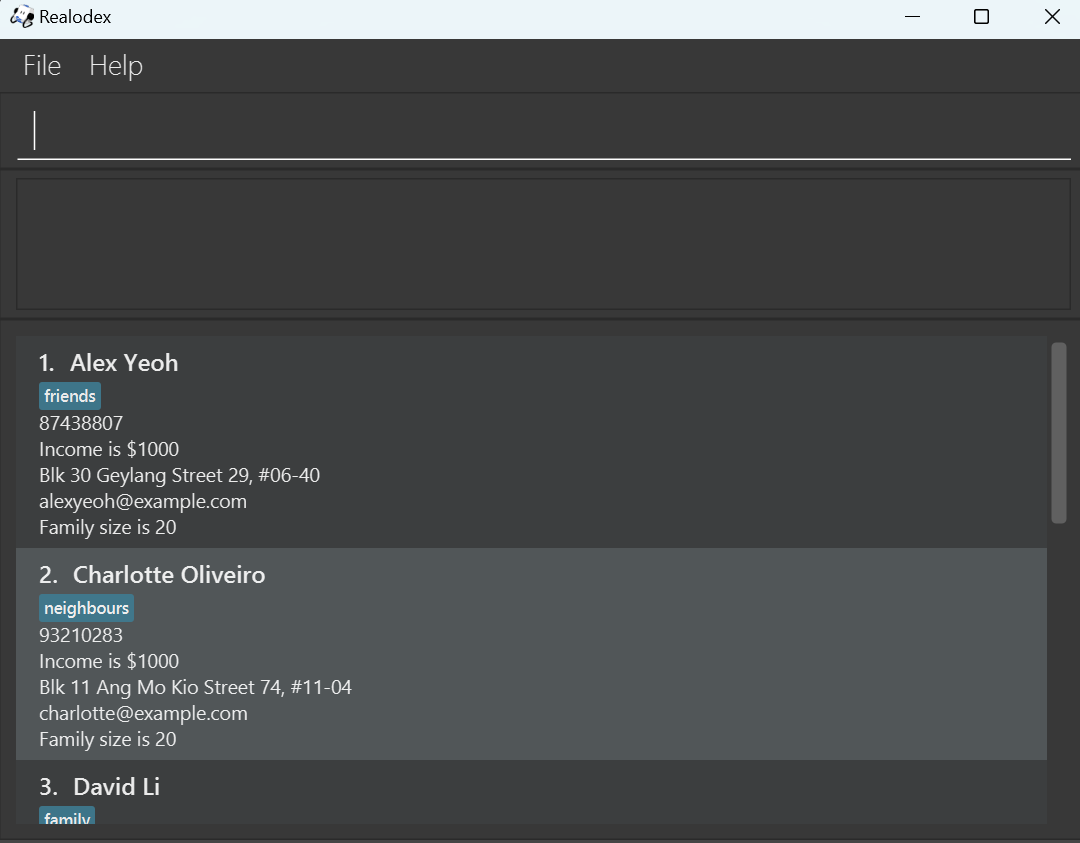 Realodex
File Help
1. Alex Yeoh
friends
87438807
Income is $1000
Blk 30 Geylang Street 29, #06-40
alexyeoh@example.com
Family size is 20
2. Charlotte Oliveiro
neighbours
93210283
Income is $1000
Blk 11 Ang Mo Kio Street 74, #11-04
charlotte@example.com
Family size is 20
3. David Li
family